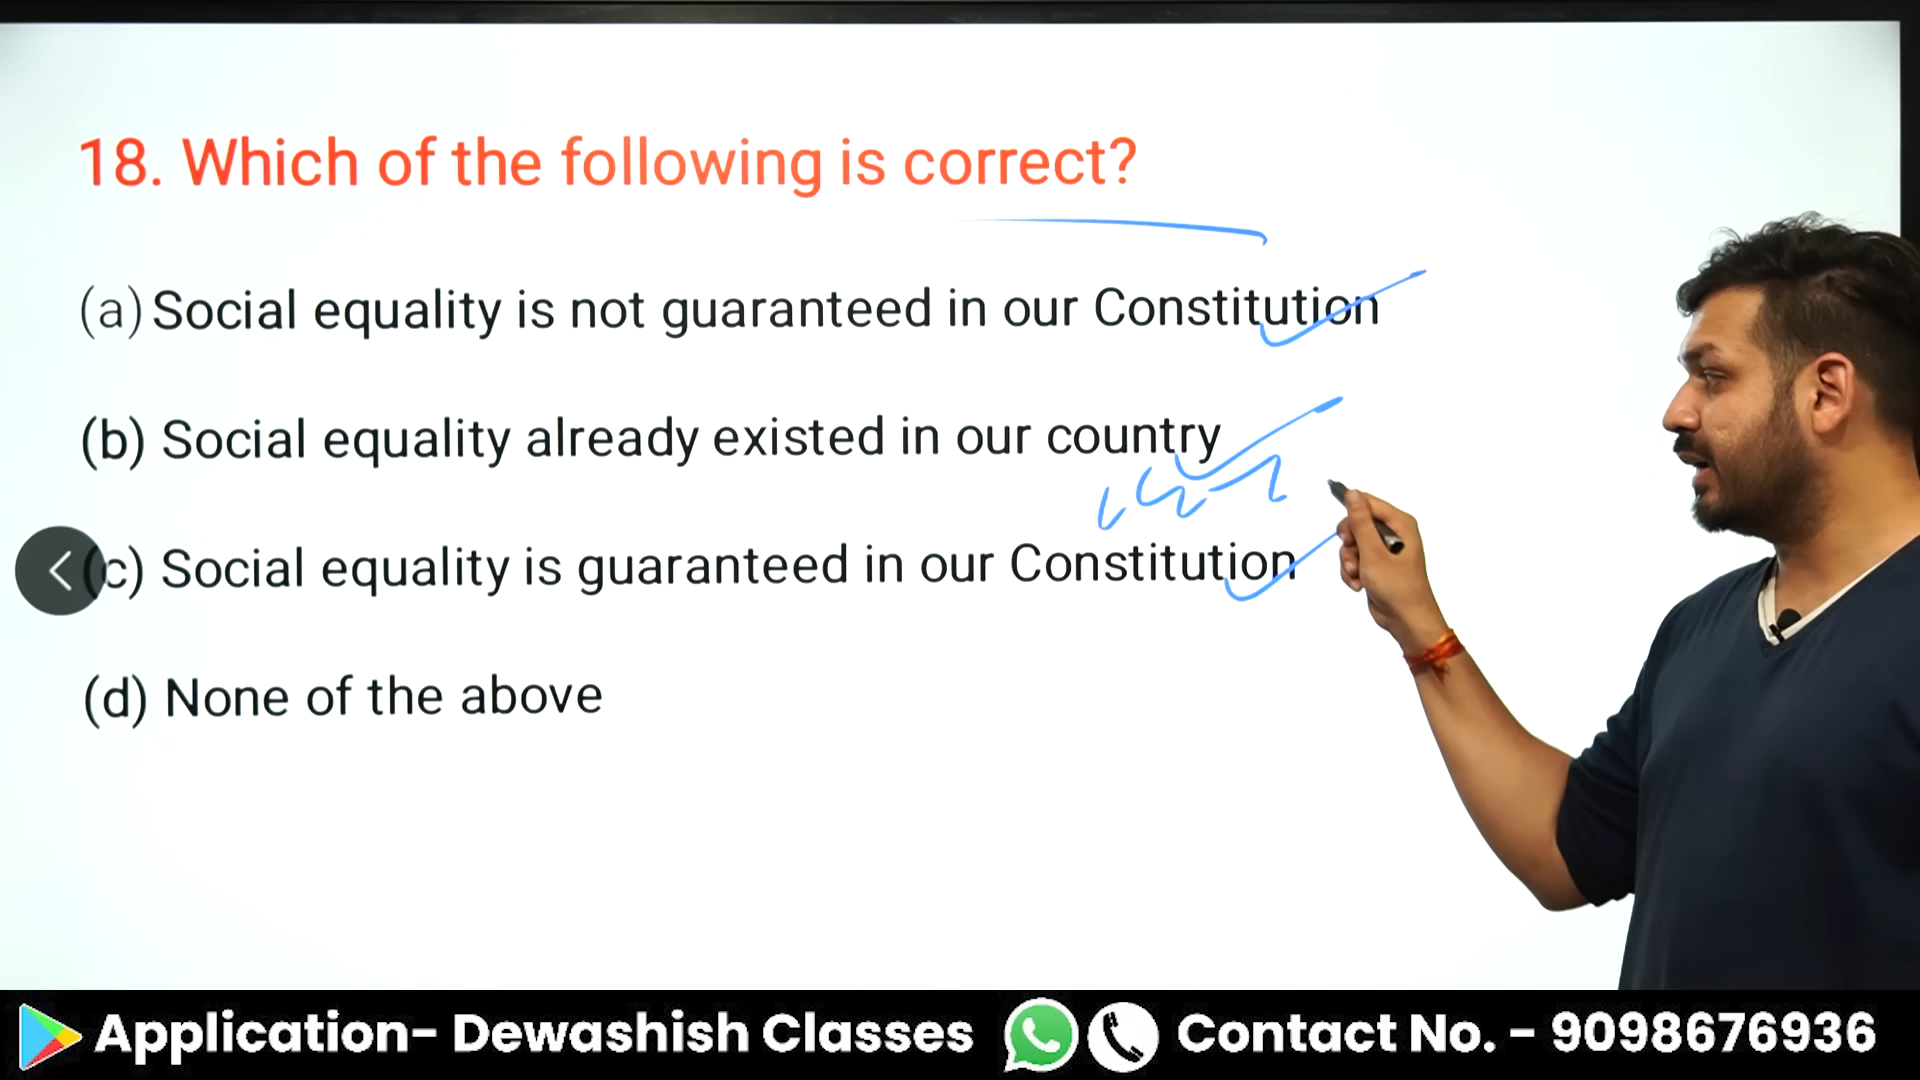 18. Which of the following is correct?
(a) Social equality is not guaranteed in our Constitution
(b) Social equality already existed in our country
(c) Social equality is guaranteed in our Constitution
(d) None of the above
Application- Dewashish Classes Contact No. - 9098676936